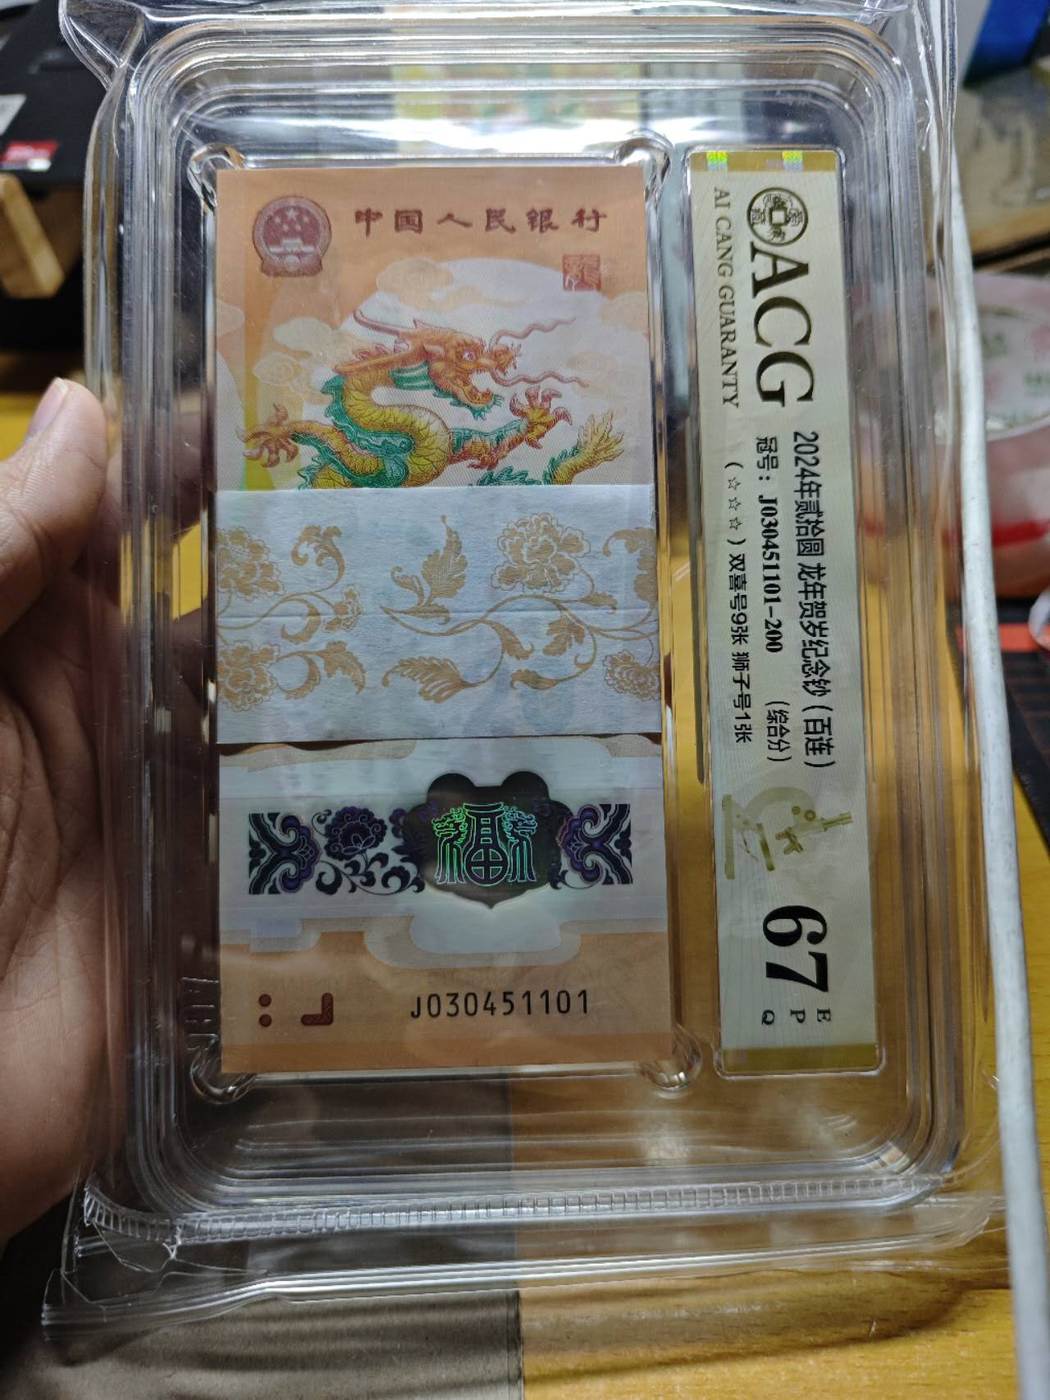 中国人民银行
J030451101
ACG
AI CANG GUARANTY
2024年贰拾圆 龙年贺岁纪念钞（百连）
冠号：J030451101-200 （综合分）
（☆☆☆）双喜号9张 狮子号1张
67
EPQ